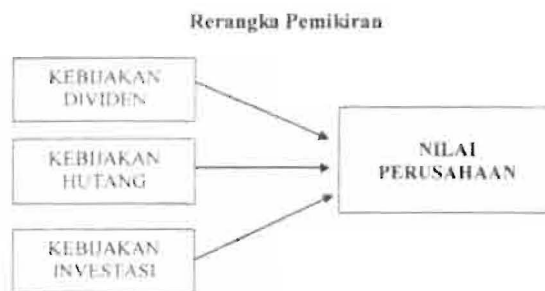 Rerangka Pemikiran
KEBIJAKAN
DIVIDEN
KEBIJAKAN
HUTANG
KEBIJAKAN
INVESTASI
NILAI
PERUSAHAAN